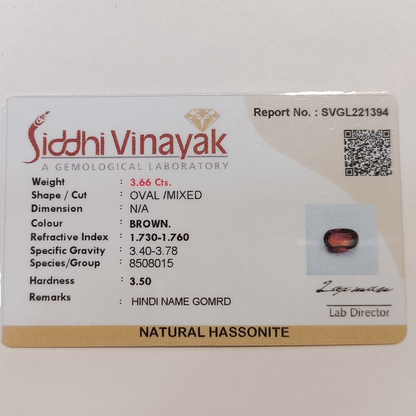 Report No. : SVGL221394
Siddhi Vinayak
A GEMOLOGICAL LABORATORY
Weight : 3.66 Cts.
Shape / Cut : OVAL /MIXED
Dimension : N/A
Colour : BROWN.
Refractive Index : 1.730-1.760
Specific Gravity : 3.40-3.78
Species/Group : 8508015
Hardness : 3.50
Remarks : HINDI NAME GOMRD
Lab Director
NATURAL HASSONITE